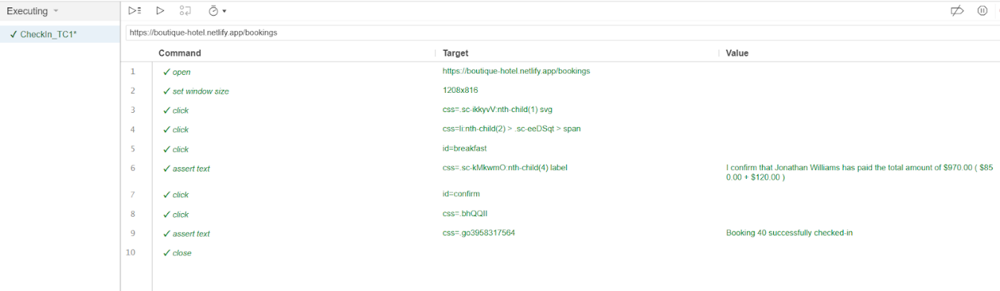 Executing
✓ CheckIn_TC1*
https://boutique-hotel.netlify.app/bookings
Command Target Value
1 ✓ open https://boutique-hotel.netlify.app/bookings
2 ✓ set window size 1208x816
3 ✓ click css=.sc-ikkyvV:nth-child(1) svg
4 ✓ click css=li:nth-child(2) > .sc-eeDSqt > span
5 ✓ click id=breakfast
6 ✓ assert text css=.sc-kMkwmO:nth-child(4) label I confirm that Jonathan Williams has paid the total amount of $970.00 ( $85
0.00 + $120.00 )
7 ✓ click id=confirm
8 ✓ click css=.bhQQII
9 ✓ assert text css=.go3958317564 Booking 40 successfully checked-in
10 ✓ close